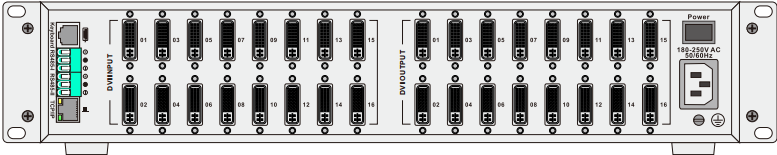 Keyboard RS485-I RS485-II TCP/IP
DVI INPUT
01 03 05 07 09 11 13 15
02 04 06 08 10 12 14 16
DVI OUTPUT
01 03 05 07 09 11 13 15
02 04 06 08 10 12 14 16
Power
180-250V AC
50/60Hz